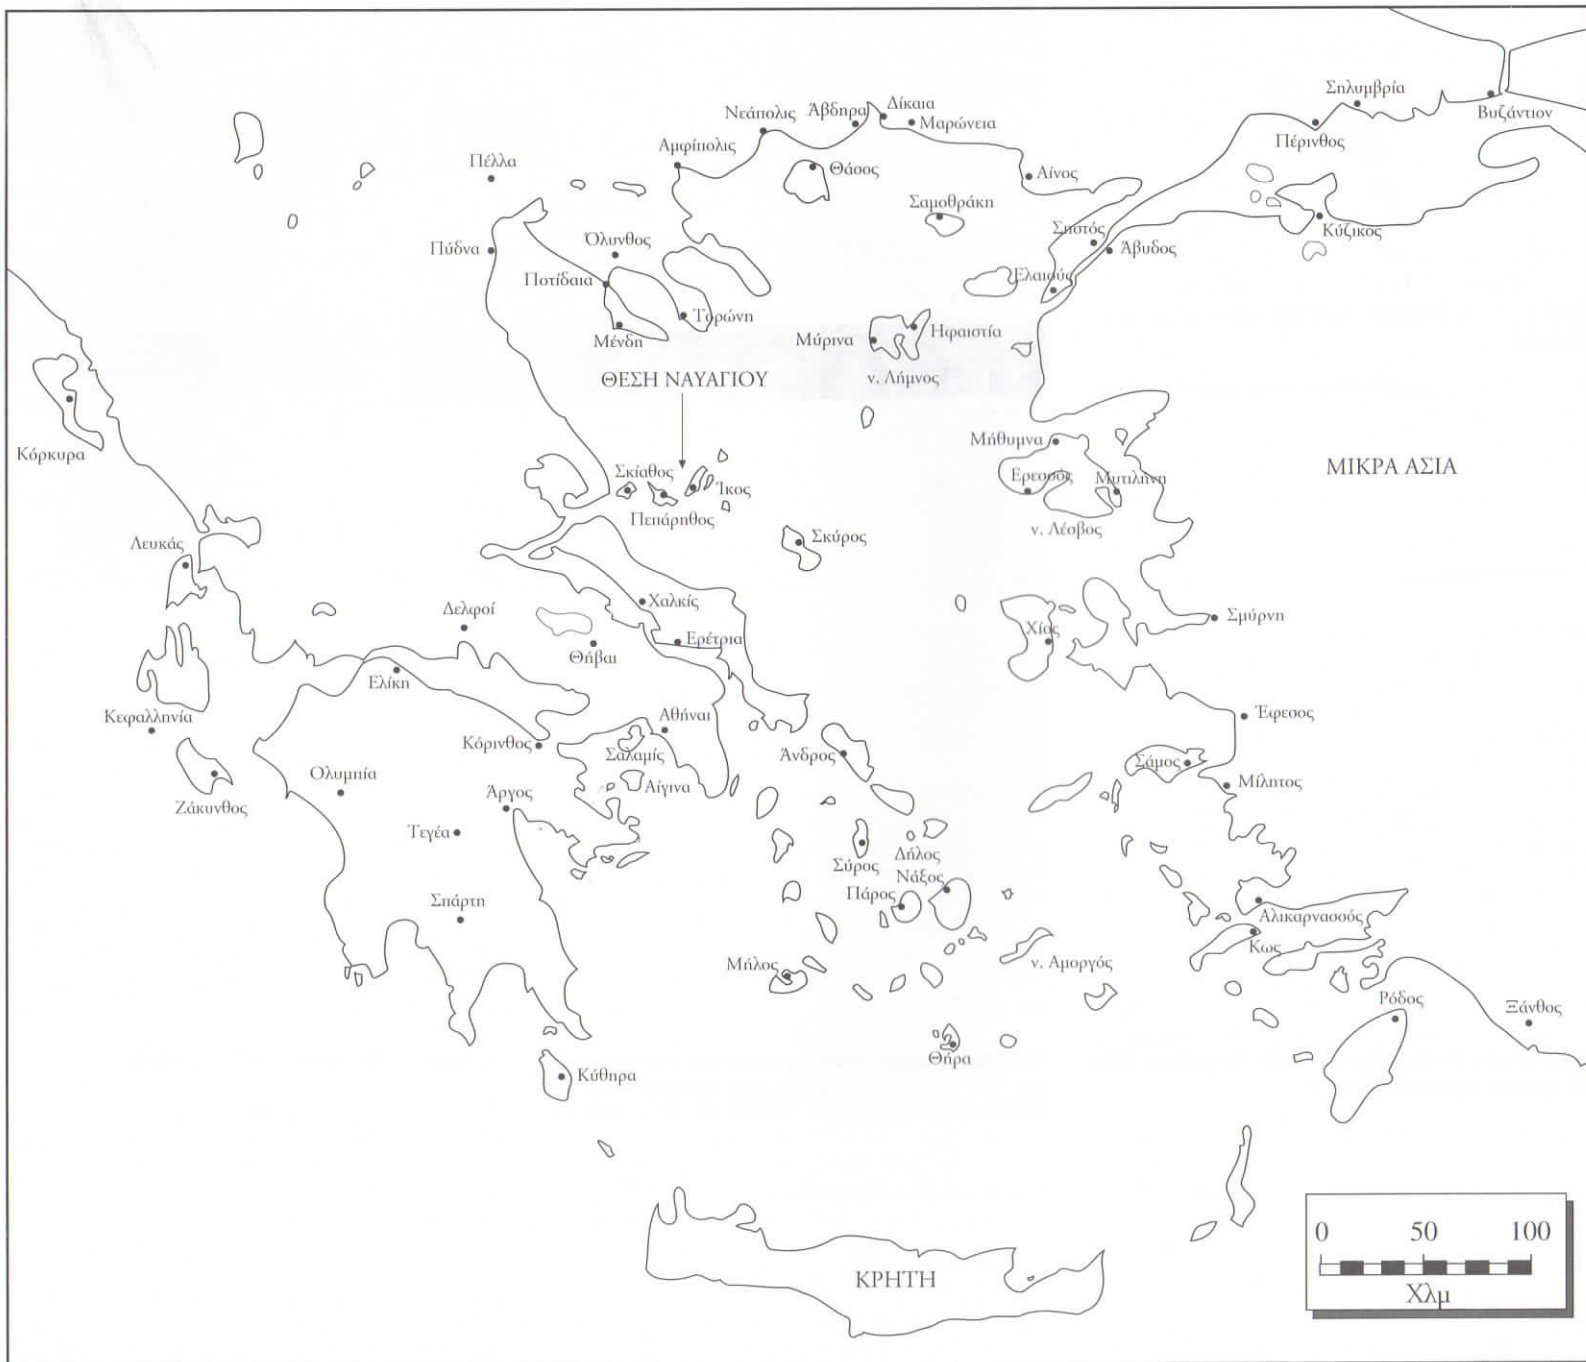 Σηλυμβρία
Βυζάντιον
Πέρινθος
Νεάπολις
Άβδηρα
Δίκαια
Μαρώνεια
Αμφίπολις
Πέλλα
Θάσος
Αίνος
Σαμοθράκη
Κύζικος
Σηστός
Άβυδος
Όλυνθος
Πύδνα
Ποτίδαια
Ελαιούς
Τορώνη
Μένδη
Μύρινα
Ηφαιστία
ν. Λήμνος
ΘΕΣΗ ΝΑΥΑΓΙΟΥ
Κόρκυρα
Μήθυμνα
ΜΙΚΡΑ ΑΣΙΑ
Σκίαθος
Ίκος
Ερεσσός
Μυτιλήνη
Πεπάρηθος
ν. Λέσβος
Σκύρος
Λευκάς
Δελφοί
Χαλκίς
Σμύρνη
Χίος
Ερέτρια
Θήβαι
Ελίκη
Κεφαλληνία
Αθήναι
Έφεσος
Κόρινθος
Σαλαμίς
Άνδρος
Σάμος
Ολυμπία
Αίγινα
Μίλητος
Ζάκυνθος
Άργος
Τεγέα
Σύρος
Δήλος
Νάξος
Πάρος
Σπάρτη
Αλικαρνασσός
Κως
Μήλος
ν. Αμοργός
Ρόδος
Ξάνθος
Θήρα
Κύθηρα
ΚΡΗΤΗ
0 50 100
Χλμ